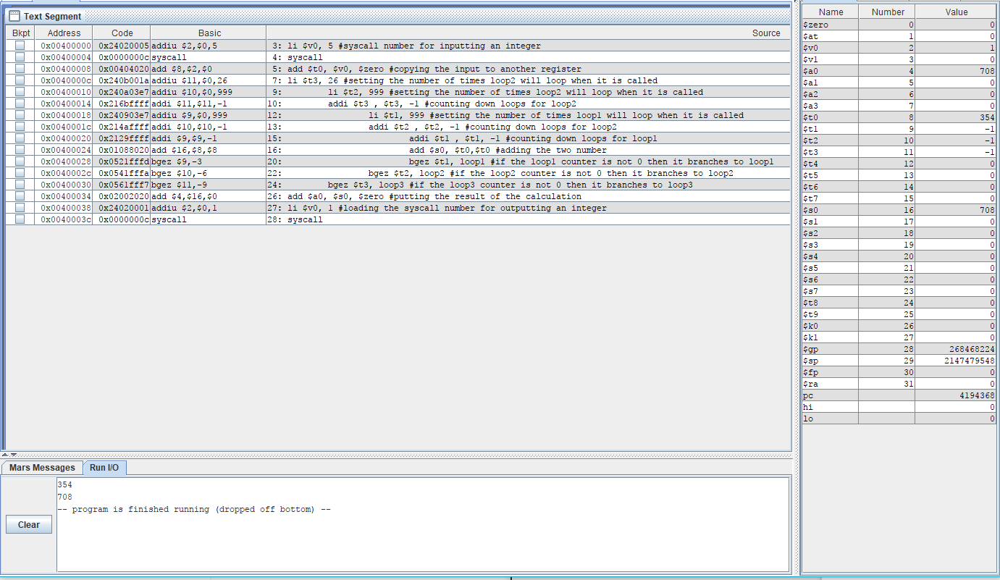 Text Segment
Bkpt Address Code Basic Source
0x00400000 0x24020005 addiu $2,$0,5 3: li $v0, 5 #syscall number for inputting an integer
0x00400004 0x0000000c syscall 4: syscall
0x00400008 0x00404020 add $8,$2,$0 5: add $t0, $v0, $zero #copying the input to another register
0x0040000c 0x240b001a addiu $11,$0,26 7: li $t3, 26 #setting the number of times loop2 will loop when it is called
0x00400010 0x240a03e7 addiu $10,$0,999 9: li $t2, 999 #setting the number of times loop2 will loop when it is called
0x00400014 0x216bffff addi $11,$11,-1 10: addi $t3 , $t3, -1 #counting down loops for loop2
0x00400018 0x240903e7 addiu $9,$0,999 12: li $t1, 999 #setting the number of times loop1 will loop when it is called
0x0040001c 0x214affff addi $10,$10,-1 13: addi $t2 , $t2, -1 #counting down loops for loop2
0x00400020 0x2129ffff addi $9,$9,-1 15: addi $t1 , $t1, -1 #counting down loops for loop1
0x00400024 0x01088020 add $16,$8,$8 16: add $s0, $t0,$t0 #adding the two number
0x00400028 0x0521fffd bgez $9,-3 20: bgez $t1, loop1 #if the loop1 counter is not 0 then it branches to loop1
0x0040002c 0x0541fffa bgez $10,-6 22: bgez $t2, loop2 #if the loop2 counter is not 0 then it branches to loop2
0x00400030 0x0561fff7 bgez $11,-9 24: bgez $t3, loop3 #if the loop3 counter is not 0 then it branches to loop3
0x00400034 0x02002020 add $4,$16,$0 26: add $a0, $s0, $zero #putting the result of the calculation
0x00400038 0x24020001 addiu $2,$0,1 27: li $v0, 1 #loading the syscall number for outputting an integer
0x0040003c 0x0000000c syscall 28: syscall
Name Number Value
$zero 0 0
$at 1 0
$v0 2 1
$v1 3 0
$a0 4 708
$a1 5 0
$a2 6 0
$a3 7 0
$t0 8 354
$t1 9 -1
$t2 10 -1
$t3 11 -1
$t4 12 0
$t5 13 0
$t6 14 0
$t7 15 0
$s0 16 708
$s1 17 0
$s2 18 0
$s3 19 0
$s4 20 0
$s5 21 0
$s6 22 0
$s7 23 0
$t8 24 0
$t9 25 0
$k0 26 0
$k1 27 0
$gp 28 268468224
$sp 29 2147479548
$fp 30 0
$ra 31 0
pc 4194368
hi 0
lo 0
Mars Messages Run I/O
354
708
-- program is finished running (dropped off bottom) --
Clear